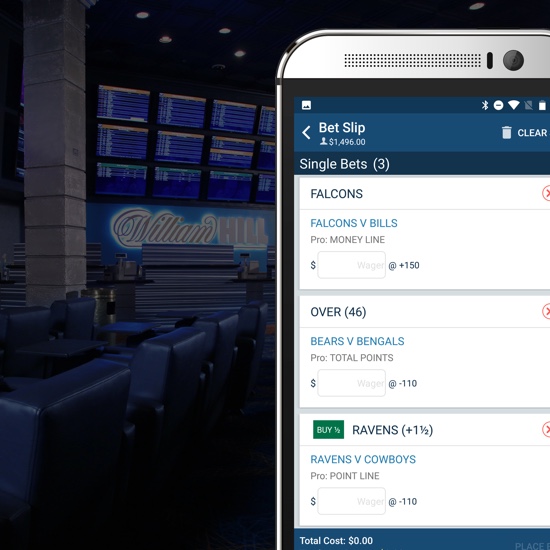 William HILL
Bet Slip
$1,496.00
CLEAR
Single Bets (3)
FALCONS
FALCONS V BILLS
Pro: MONEY LINE
$ Wager @ +150
OVER (46)
BEARS V BENGALS
Pro: TOTAL POINTS
$ Wager @ -110
BUY ½ RAVENS (+1½)
RAVENS V COWBOYS
Pro: POINT LINE
$ Wager @ -110
Total Cost: $0.00
PLACE